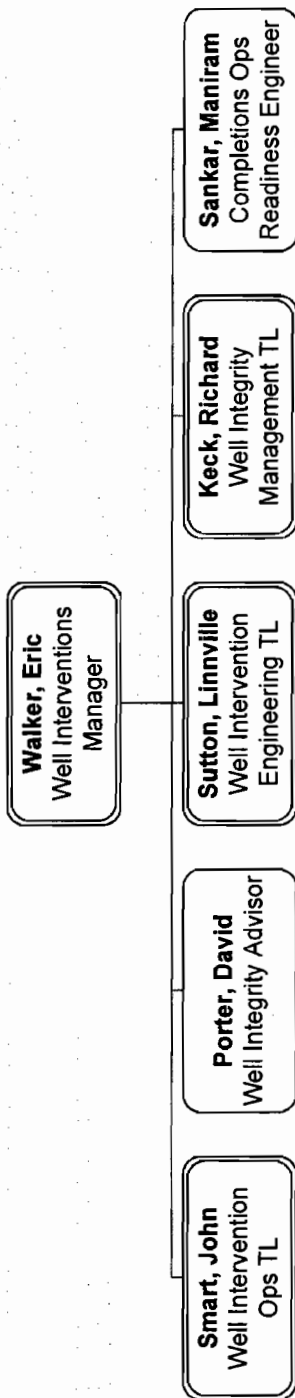 Walker, Eric
Well Interventions
Manager
Smart, John
Well Intervention
Ops TL
Porter, David
Well Integrity Advisor
Sutton, Linnville
Well Intervention
Engineering TL
Keck, Richard
Well Integrity
Management TL
Sankar, Maniram
Completions Ops
Readiness Engineer